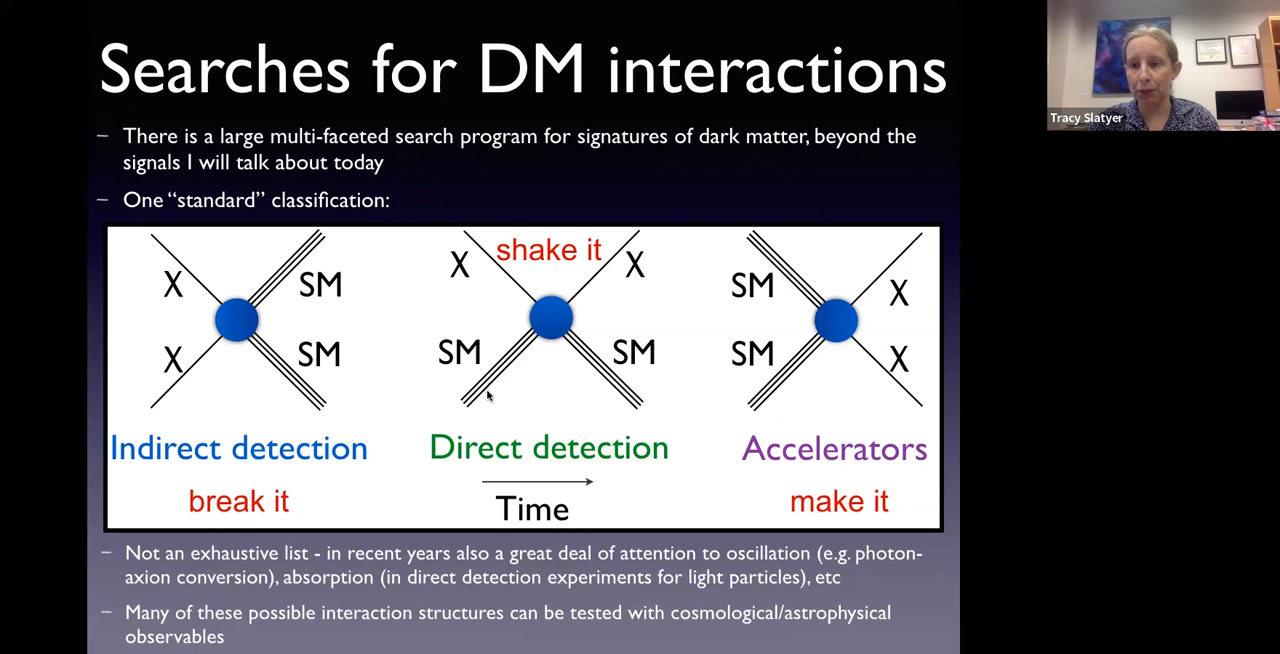 Searches for DM interactions
Tracy Slatyer
– There is a large multi-faceted search program for signatures of dark matter, beyond the
signals I will talk about today
– One “standard” classification:
X
SM
X
SM
Indirect detection
break it
shake it
X
X
SM
SM
Direct detection
Time
SM
X
SM
X
Accelerators
make it
– Not an exhaustive list - in recent years also a great deal of attention to oscillation (e.g. photon-
axion conversion), absorption (in direct detection experiments for light particles), etc
– Many of these possible interaction structures can be tested with cosmological/astrophysical
observables